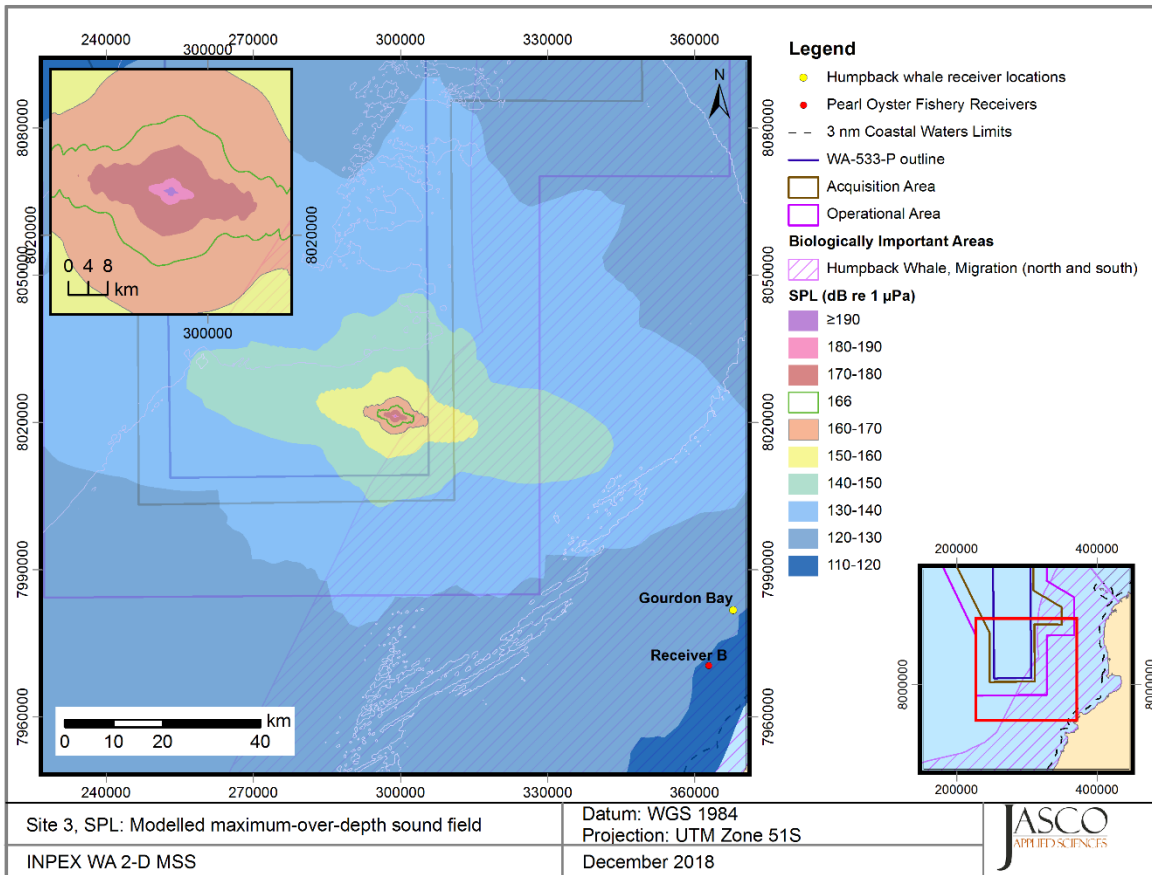 240000 270000 300000 330000 360000
300000
8080000
8050000
8020000
7990000
7960000
8020000
300000
0 4 8
km
N
Gourdon Bay
Receiver B
0 10 20 40
km
8080000
8050000
8020000
7990000
7960000
240000 270000 300000 330000 360000
Legend
Humpback whale receiver locations
Pearl Oyster Fishery Receivers
3 nm Coastal Waters Limits
WA-533-P outline
Acquisition Area
Operational Area
Biologically Important Areas
Humpback Whale, Migration (north and south)
SPL (dB re 1 µPa)
≥190
180-190
170-180
166
160-170
150-160
140-150
130-140
120-130
110-120
200000 400000
8000000
8000000
200000 400000
Site 3, SPL: Modelled maximum-over-depth sound field
INPEX WA 2-D MSS
Datum: WGS 1984
Projection: UTM Zone 51S
December 2018
JASCO
APPLIED SCIENCES